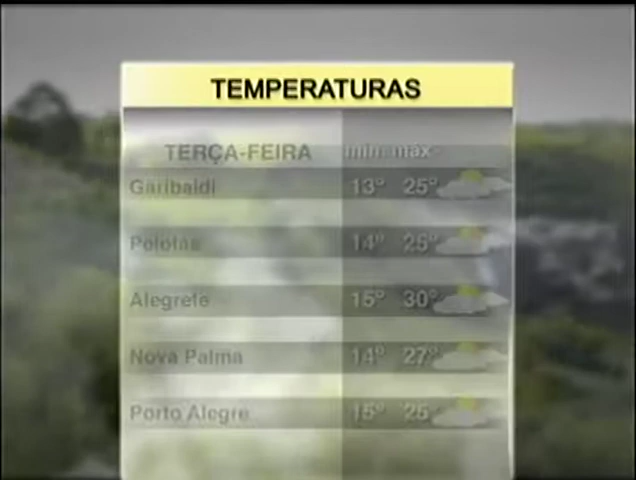 TEMPERATURAS
TERÇA-FEIRA min max
Garibaldi 13° 25°
Pelotas 14° 25°
Alegrete 15° 30°
Nova Palma 14° 27°
Porto Alegre 15° 25